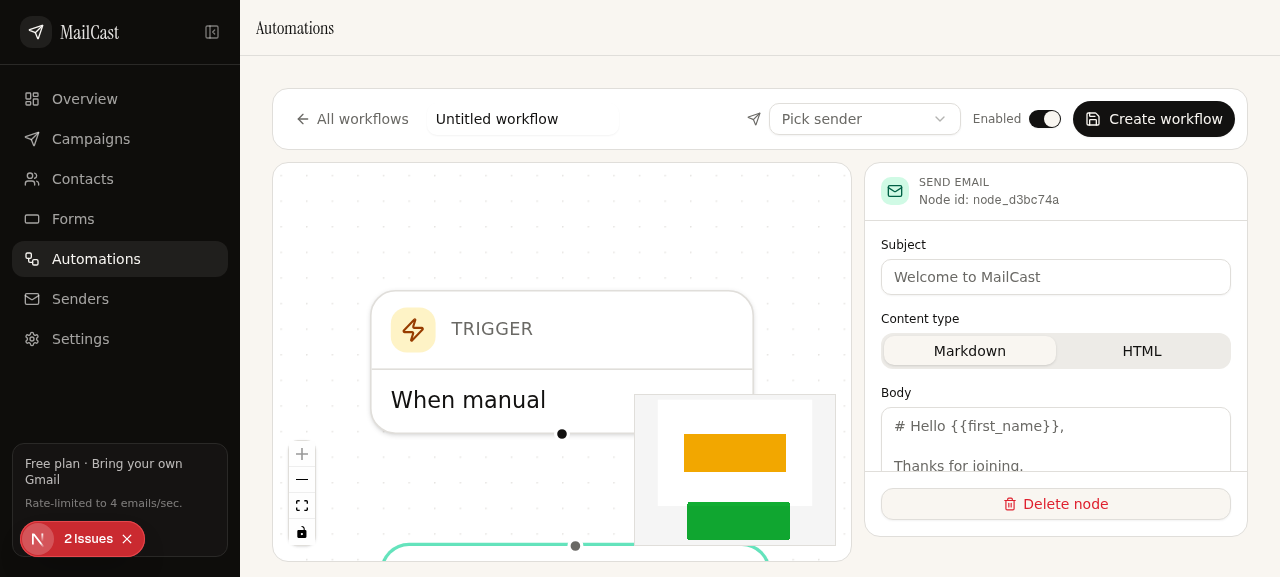 MailCast
Automations
Overview
Campaigns
Contacts
Forms
Automations
Senders
Settings
Free plan · Bring your own
Gmail
Rate-limited to 4 emails/sec.
N
2 Issues
All workflows
Untitled workflow
Pick sender
Enabled
Create workflow
TRIGGER
When manual
SEND EMAIL
Node id: node_d3bc74a
Subject
Welcome to MailCast
Content type
Markdown
HTML
Body
# Hello {{first_name}},
Thanks for joining.
Delete node